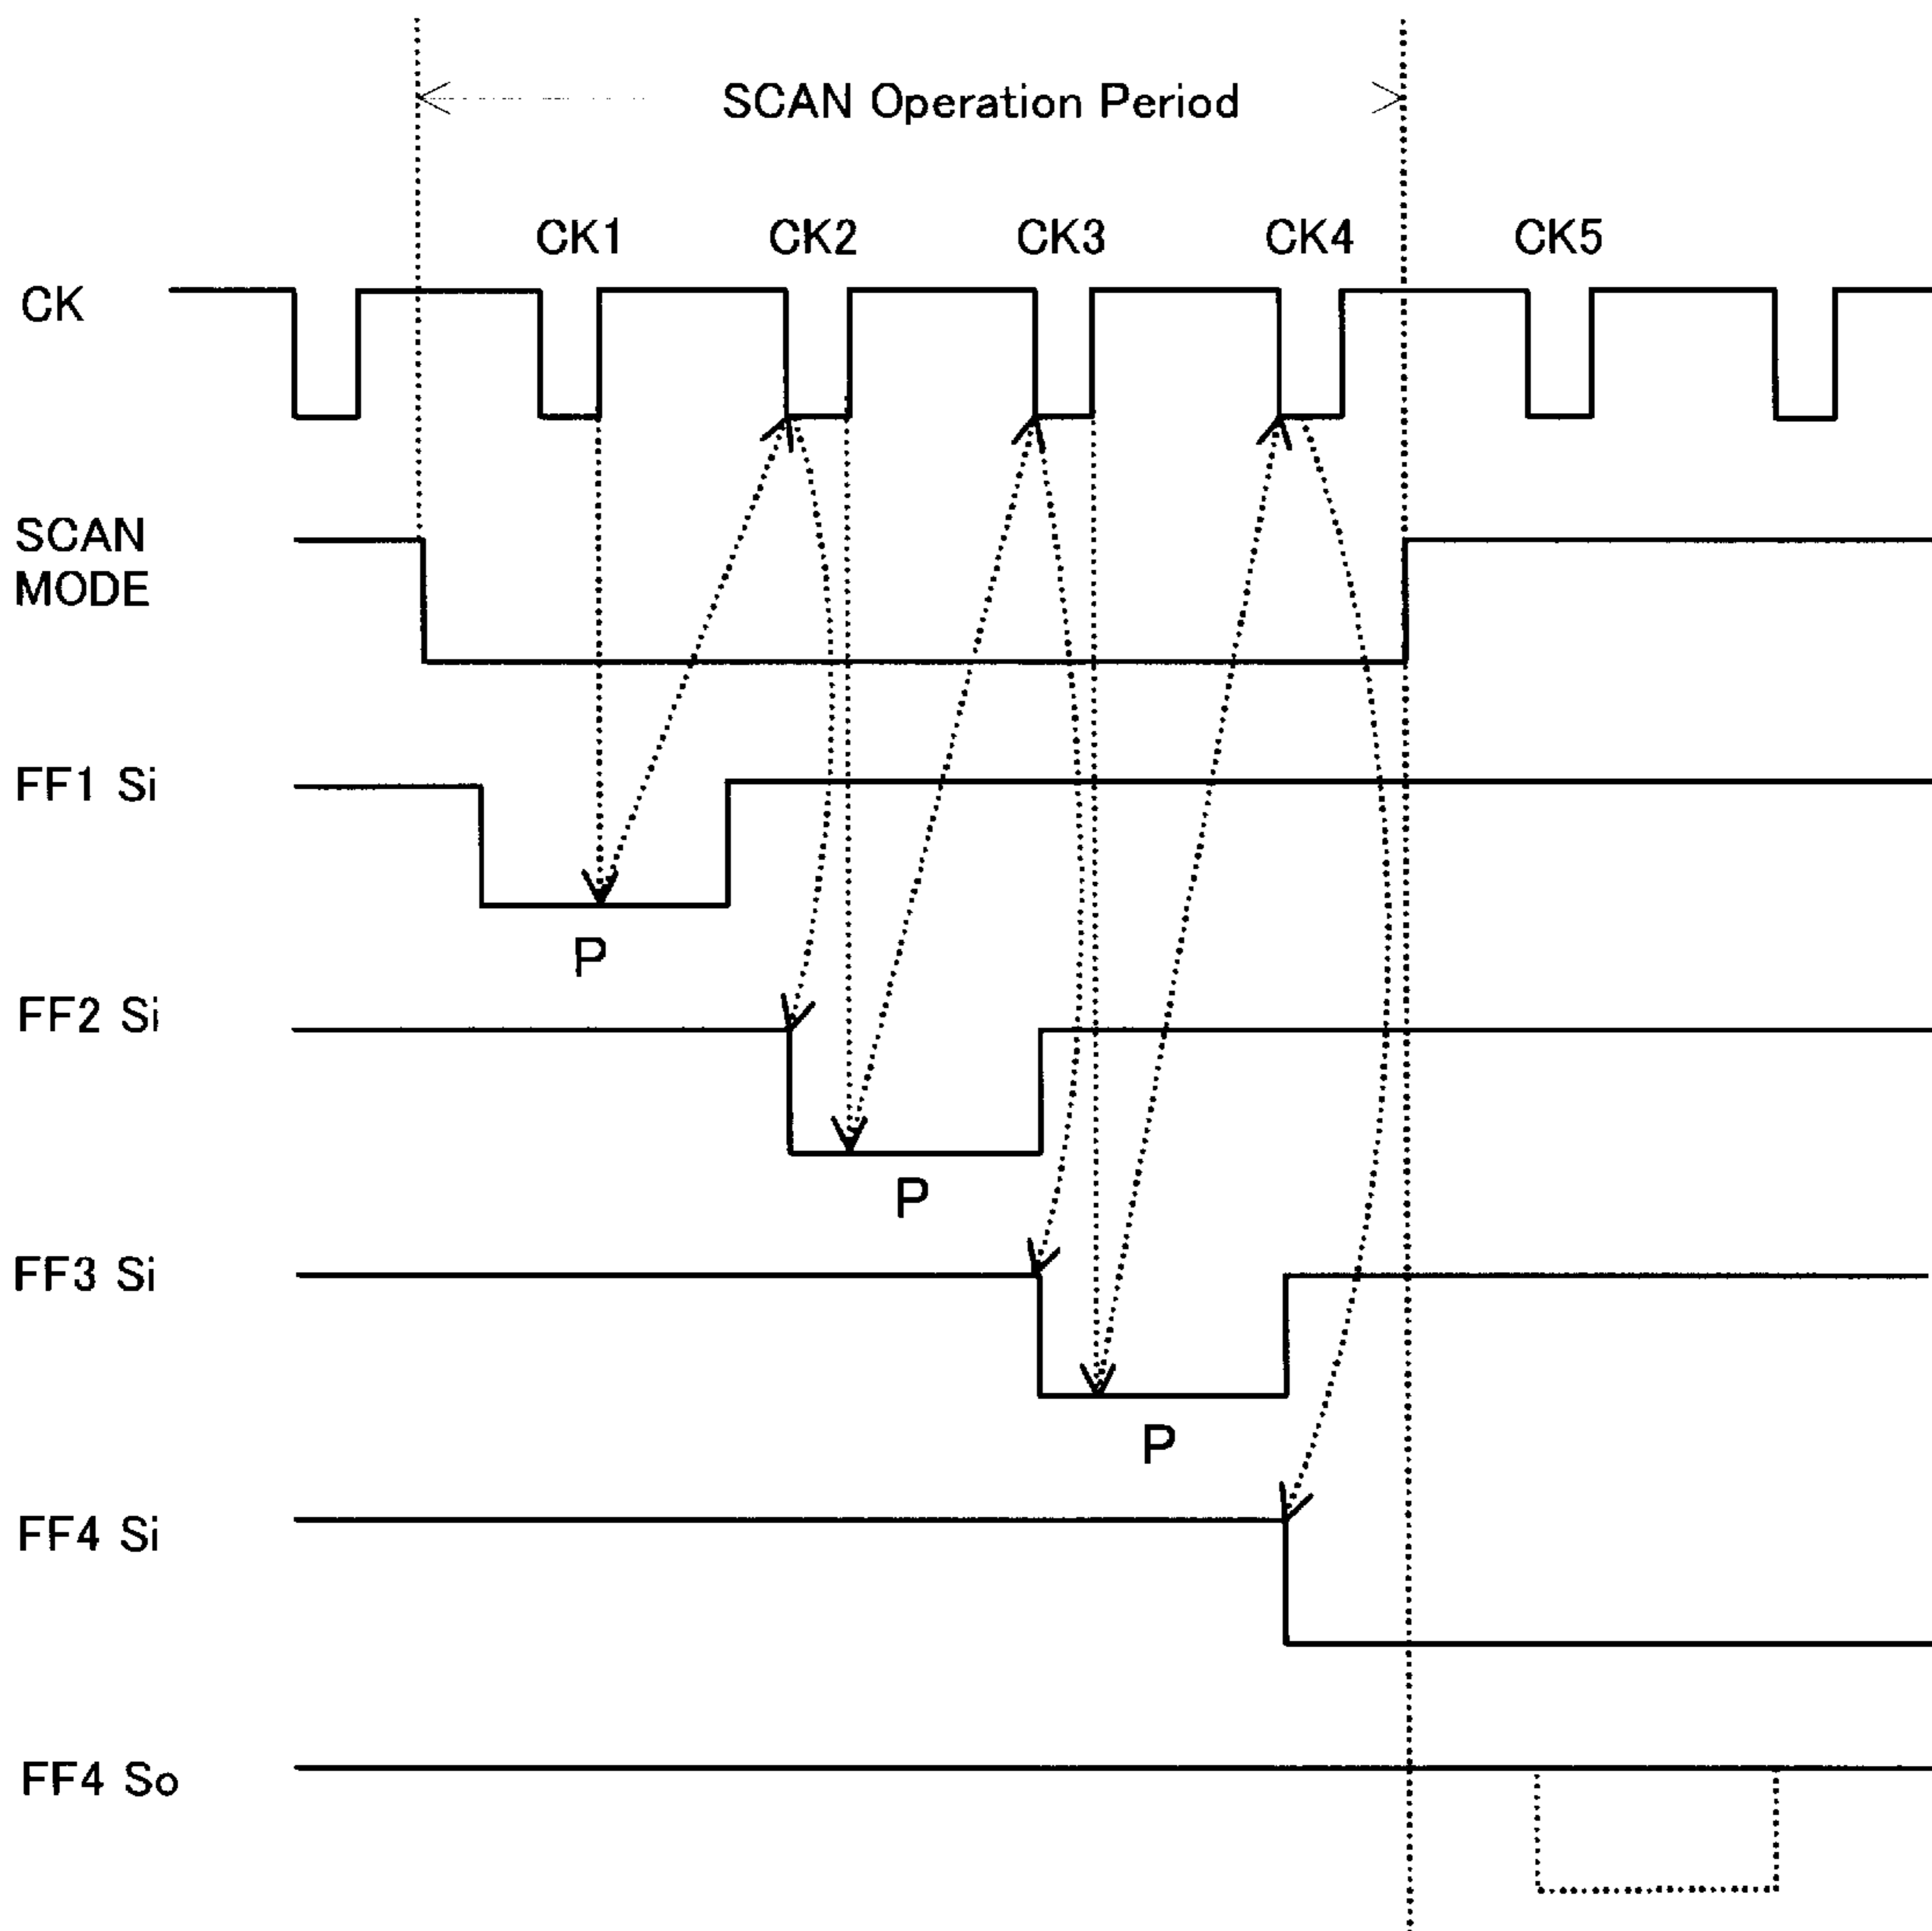 SCAN Operation Period
CK1 CK2 CK3 CK4 CK5
CK
SCAN
MODE
FF1 Si
P
FF2 Si
P
FF3 Si
P
FF4 Si
FF4 So